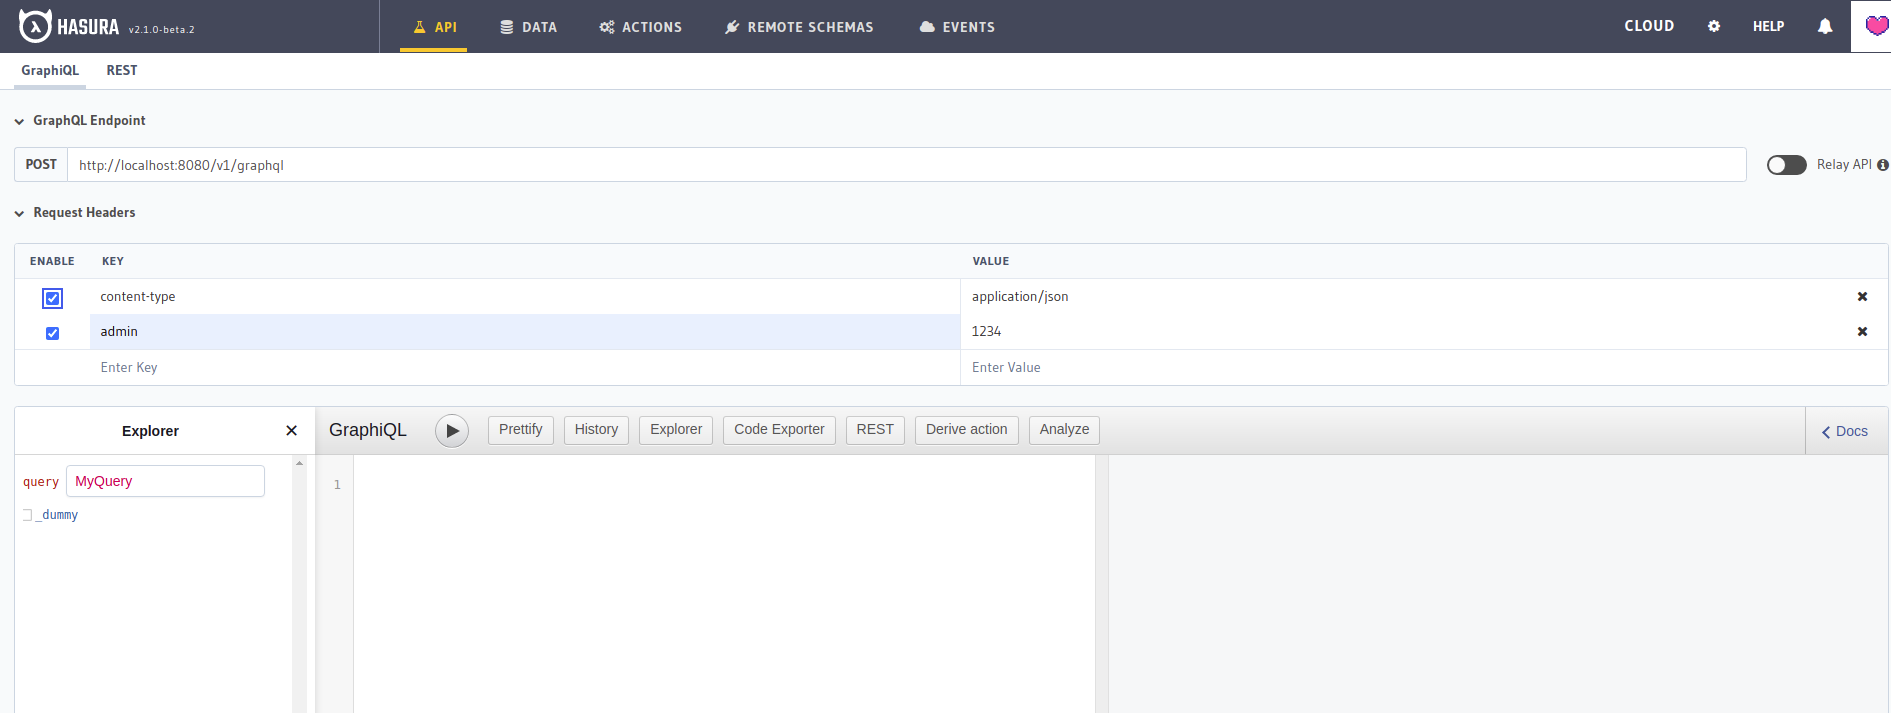 HASURA v2.1.0-beta.2 API DATA ACTIONS REMOTE SCHEMAS EVENTS CLOUD HELP
GraphiQL REST
GraphQL Endpoint
POST http://localhost:8080/v1/graphql Relay API
Request Headers
ENABLE KEY VALUE
content-type application/json
admin 1234
Enter Key Enter Value
Explorer GraphiQL Prettify History Explorer Code Exporter REST Derive action Analyze Docs
query MyQuery 1
_dummy